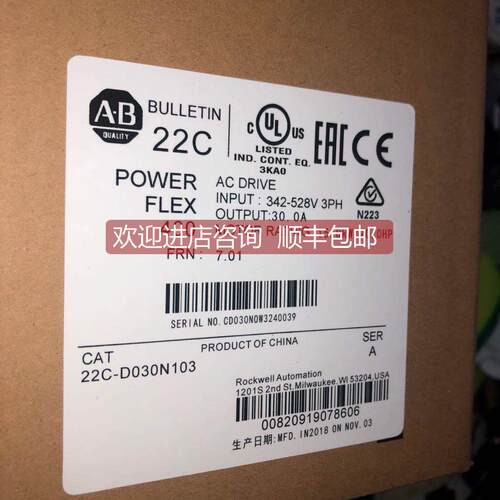 A-B
QUALITY
BULLETIN
22C
C UL US
LISTED
IND. CONT. EQ.
3KA0
EAC CE
N223
POWER
FLEX
AC DRIVE
INPUT : 342-528V 3PH
OUTPUT:30.0A
欢迎进店咨询 顺丰包邮
HP
FRN : 7.01
SERIAL NO. CD030N0W3240039
PRODUCT OF CHINA
CAT
22C-D030N103
SER
A
Rockwell Automation
1201S 2nd St.Milwaukee,WI 53204.USA
00820919078606
生产日期:MFD. IN2018 ON NOV. 03